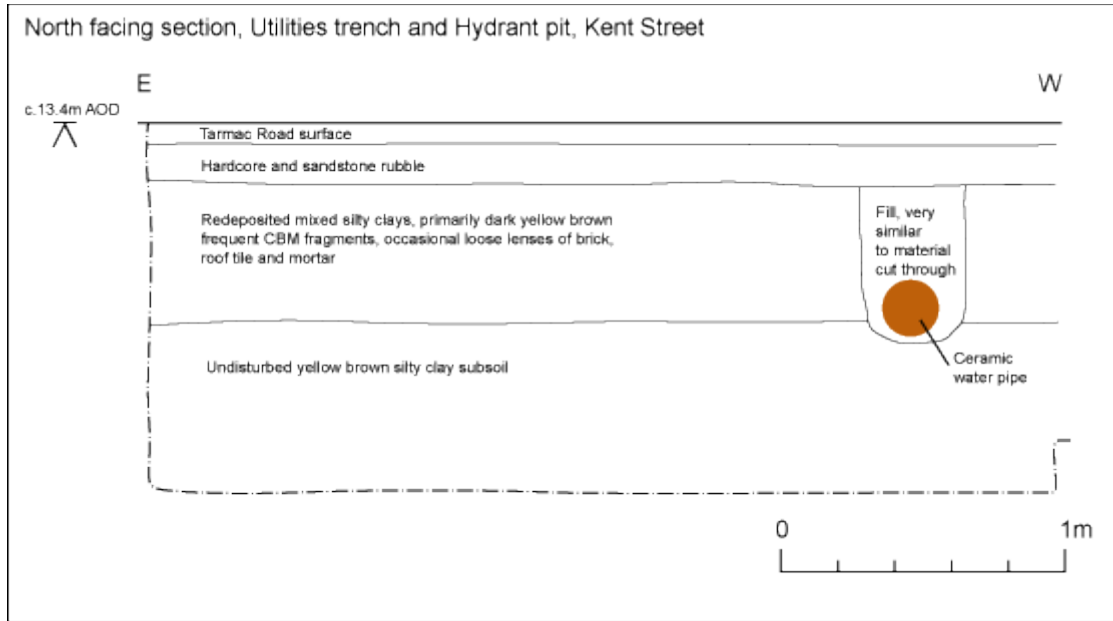 North facing section, Utilities trench and Hydrant pit, Kent Street
E
W
c.13.4m AOD
Tarmac Road surface
Hardcore and sandstone rubble
Redeposited mixed silty clays, primarily dark yellow brown
frequent CBM fragments, occasional loose lenses of brick,
roof tile and mortar
Fill, very
similar
to material
cut through
Undisturbed yellow brown silty clay subsoil
Ceramic
water pipe
0
1m